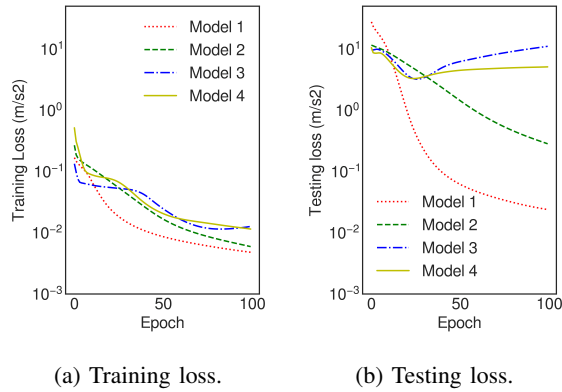 Training Loss (m/s2)
10^1
10^0
10^−1
10^−2
10^−3
Model 1
Model 2
Model 3
Model 4
0 50 100
Epoch
(a) Training loss.
Testing loss (m/s2)
10^1
10^0
10^−1
10^−2
10^−3
Model 1
Model 2
Model 3
Model 4
0 50 100
Epoch
(b) Testing loss.